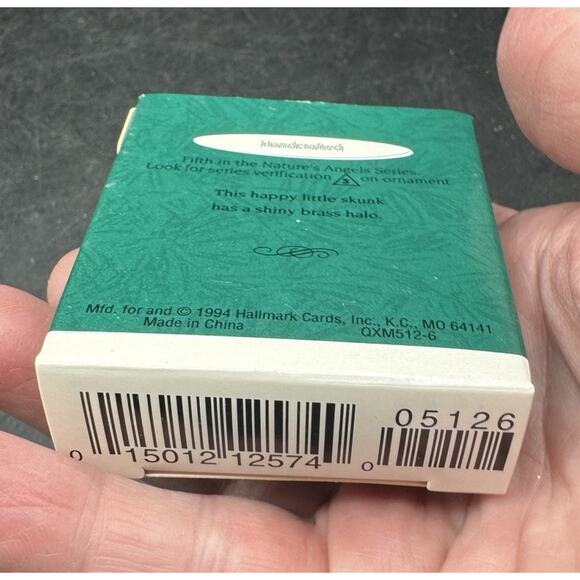 Handcrafted
Fifth in the Nature's Angels Series.
Look for series verification 5 on ornament
This happy little skunk
has a shiny brass halo.
Mfd. for and © 1994 Hallmark Cards, Inc., K.C., MO 64141
Made in China QXM512-6
05126
0 15012 12574 0